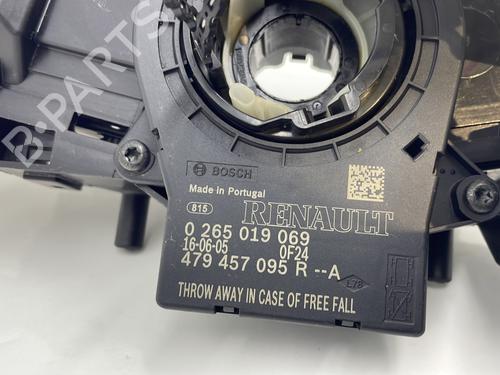 BOSCH
Made in Portugal
815
RENAULT
0 265 019 069
16-06-05 0F24
479 457 095 R --A
L78
THROW AWAY IN CASE OF FREE FALL
B-PARTS